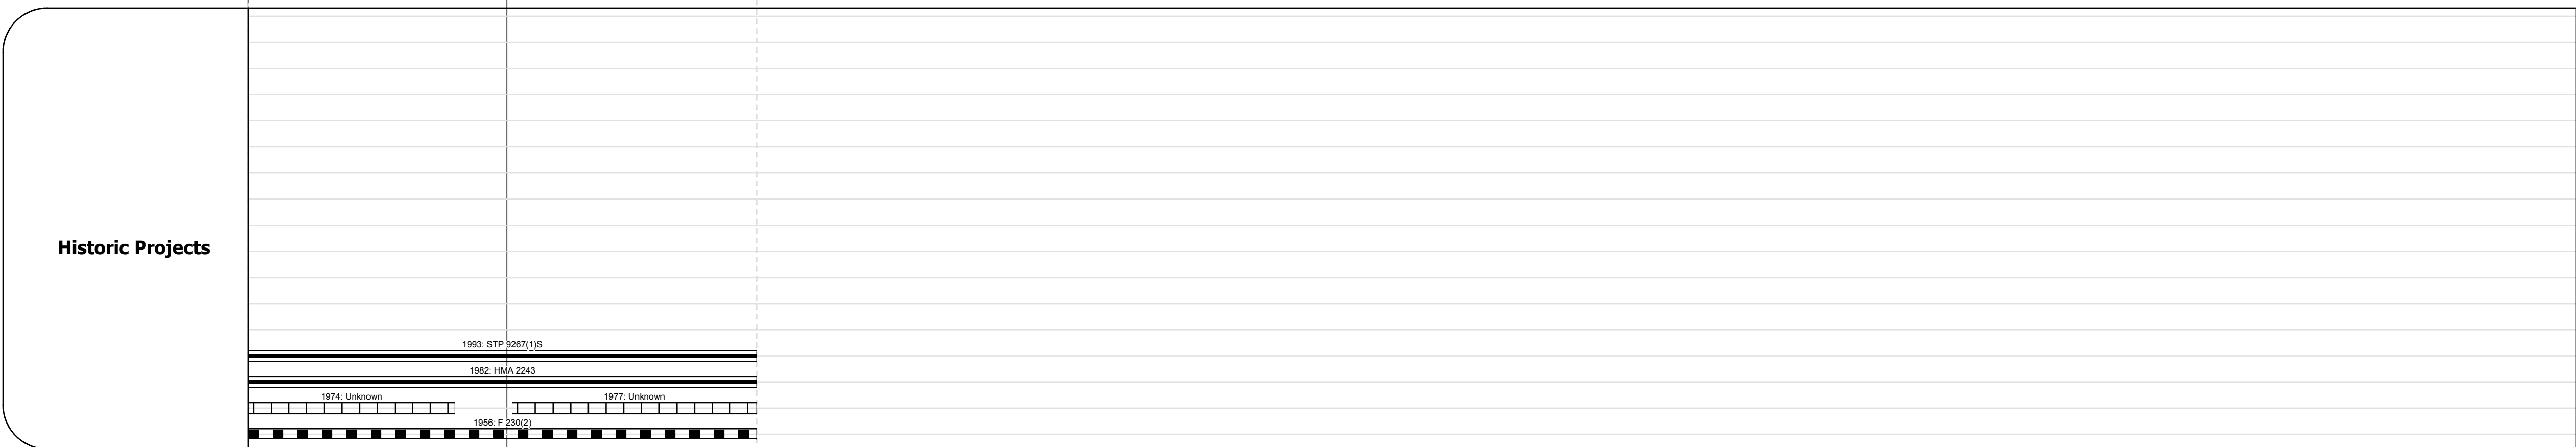 Historic Projects
1993: STP 9267(1)S
1982: HMA 2243
1974: Unknown
1977: Unknown
1956: F 230(2)